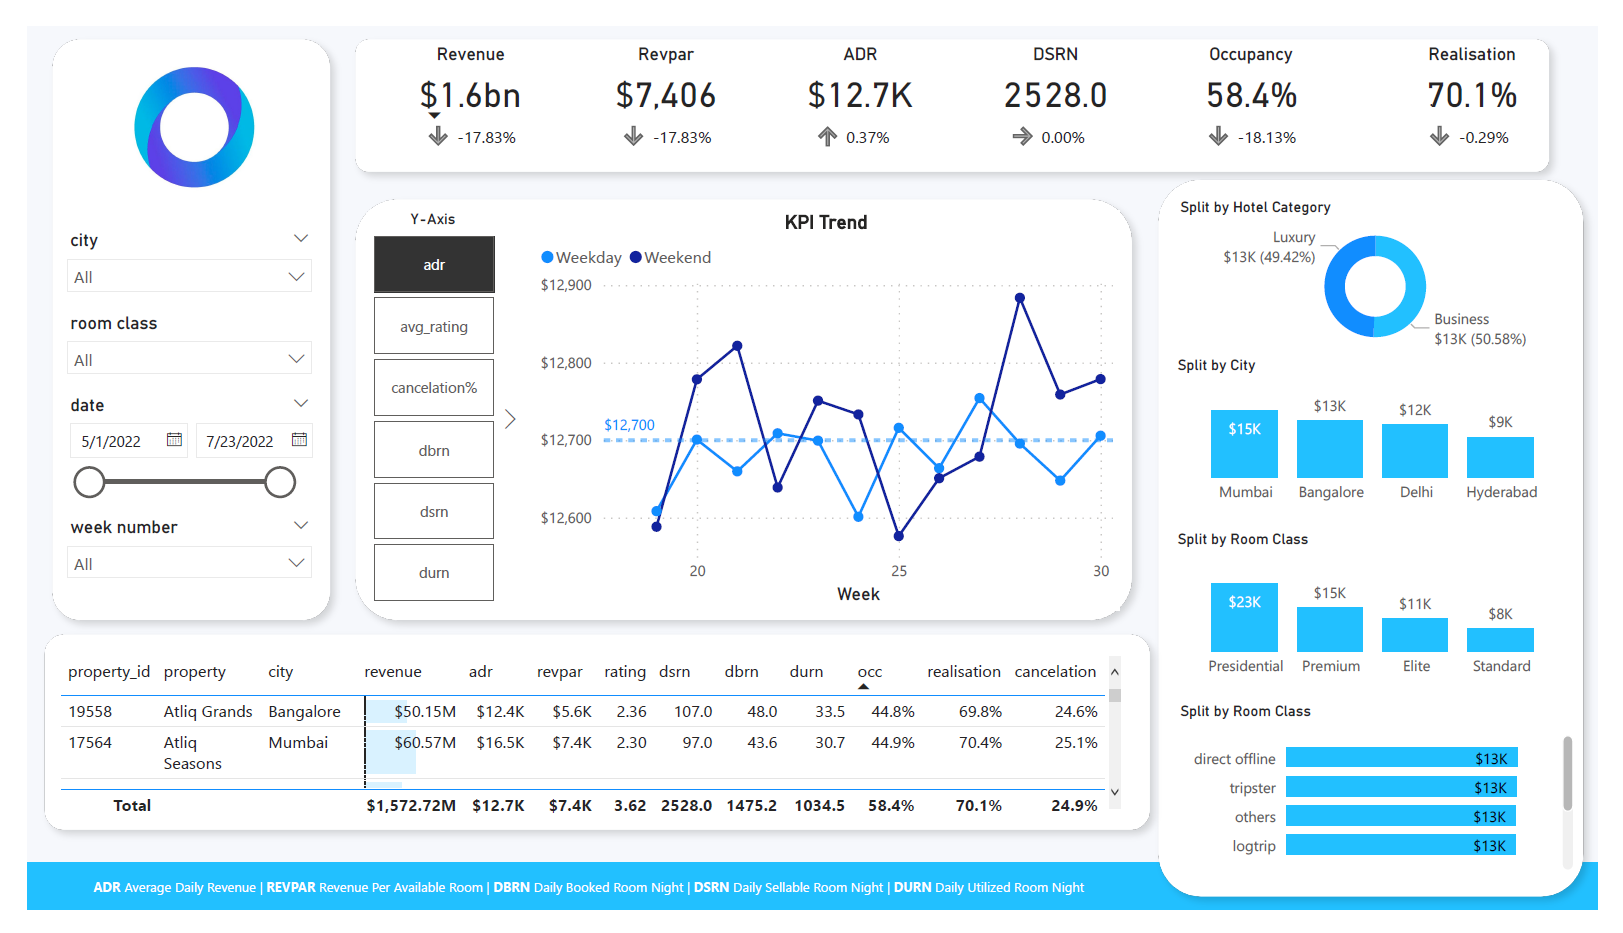 city
All
room class
All
date
5/1/2022 7/23/2022
week number
All
Revenue Revpar ADR DSRN Occupancy Realisation
$1.6bn $7,406 $12.7K 2528.0 58.4% 70.1%
-17.83% -17.83% 0.37% 0.00% -18.13% -0.29%
Y-Axis
adr
avg_rating
cancelation%
dbrn
dsrn
durn
KPI Trend
Weekday Weekend
$12,900
$12,800
$12,700
$12,700
$12,600
20 25 30
Week
Split by Hotel Category
Luxury
$13K (49.42%)
Business
$13K (50.58%)
Split by City
$15K $13K $12K $9K
Mumbai Bangalore Delhi Hyderabad
Split by Room Class
$23K $15K $11K $8K
Presidential Premium Elite Standard
Split by Room Class
direct offline $13K
tripster $13K
others $13K
logtrip $13K
property_id property city revenue adr revpar rating dsrn dbrn durn occ realisation cancelation
19558 Atliq Grands Bangalore $50.15M $12.4K $5.6K 2.36 107.0 48.0 33.5 44.8% 69.8% 24.6%
17564 Atliq Mumbai $60.57M $16.5K $7.4K 2.30 97.0 43.6 30.7 44.9% 70.4% 25.1%
Seasons
Total $1,572.72M $12.7K $7.4K 3.62 2528.0 1475.2 1034.5 58.4% 70.1% 24.9%
ADR Average Daily Revenue | REVPAR Revenue Per Available Room | DBRN Daily Booked Room Night | DSRN Daily Sellable Room Night | DURN Daily Utilized Room Night